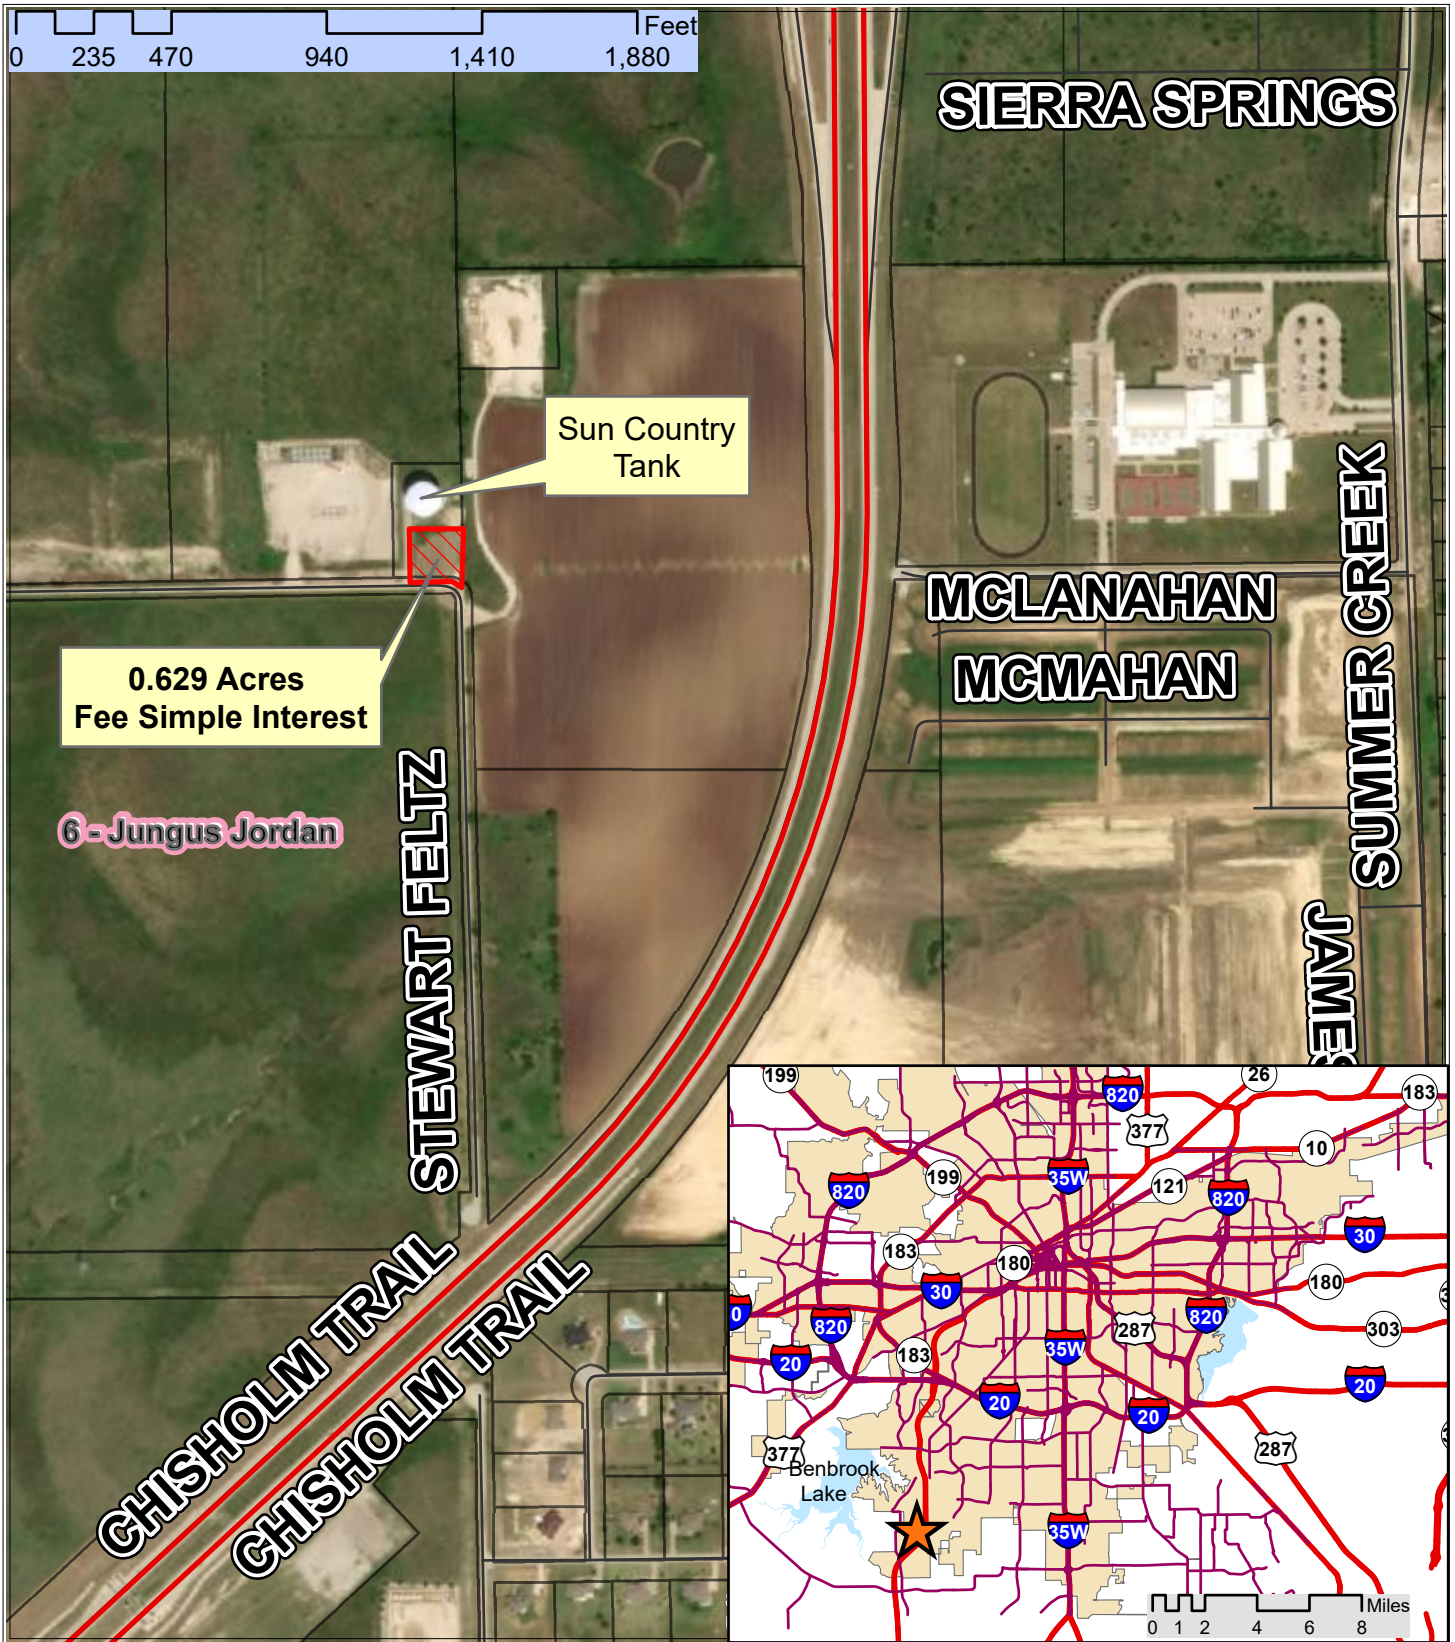 Feet
0 235 470 940 1,410 1,880
SIERRA SPRINGS
Sun Country
Tank
MCLANAHAN
MCMAHAN
SUMMER CREEK
0.629 Acres
Fee Simple Interest
6 - Jungus Jordan
STEWART FELTZ
JAMES
CHISHOLM TRAIL
CHISHOLM TRAIL
199
820
26
183
377
10
199
35W
121
820
820
183
180
30
30
180
0
820
287
820
303
183
35W
20
20
20
20
377
287
Benbrook
Lake
35W
Miles
0 1 2 4 6 8